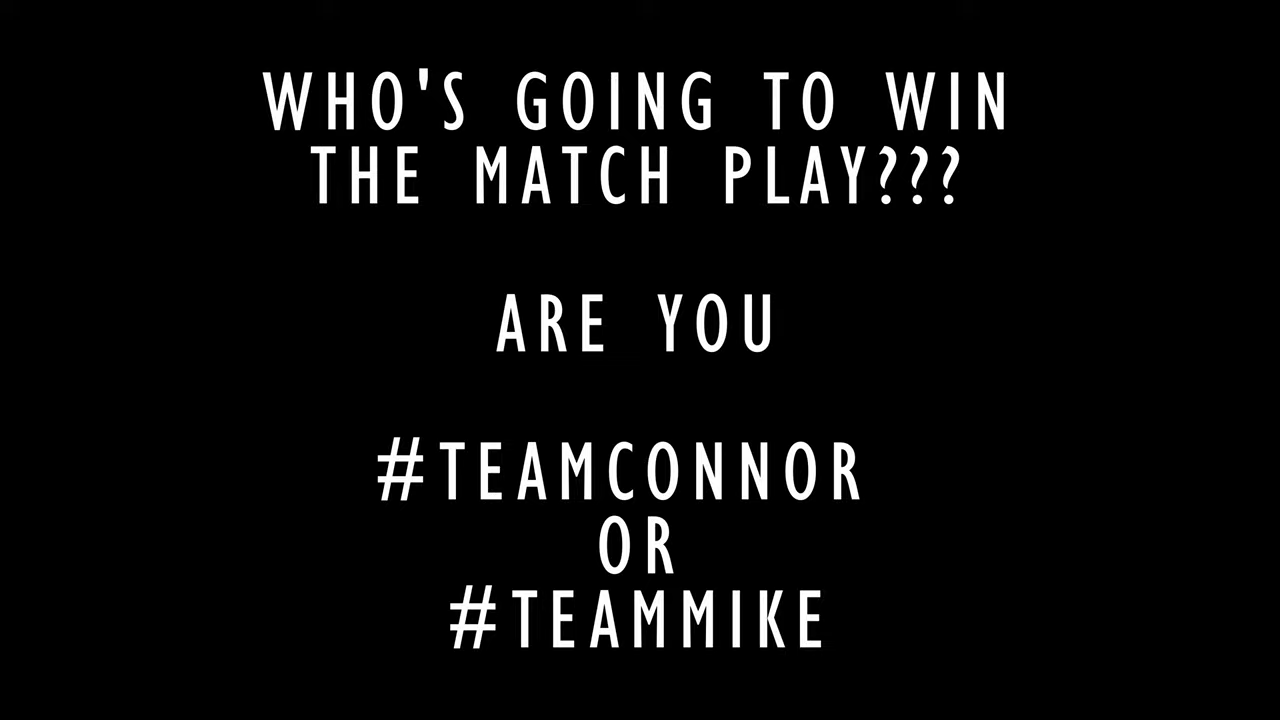 WHO'S GOING TO WIN
THE MATCH PLAY???
ARE YOU
#TEAMCONNOR
OR
#TEAMMIKE